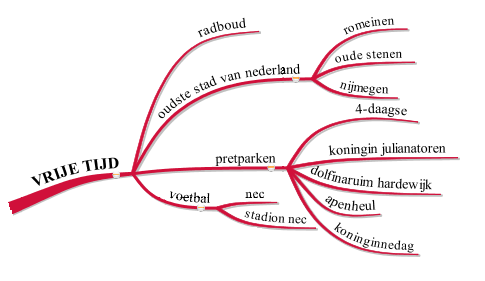 VRIJE TIJD
radboud
oudste stad van nederland
romeinen
oude stenen
nijmegen
pretparken
4-daagse
koningin julianatoren
dolfinaruim hardewijk
apenheul
koninginnedag
voetbal
nec
stadion nec